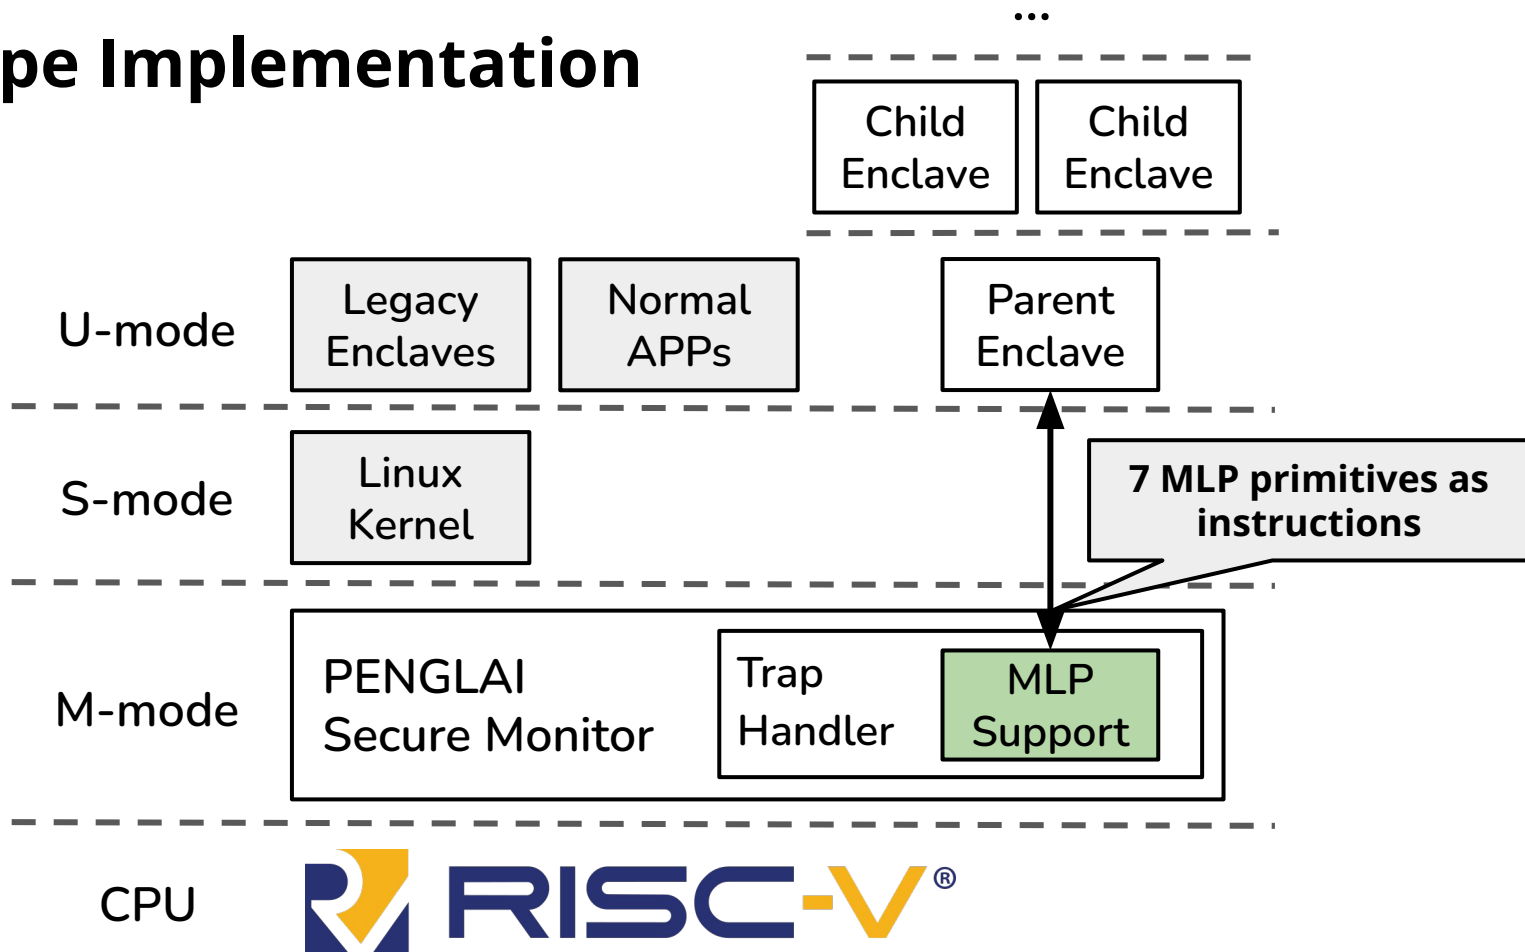 ...
pe Implementation
Child
Enclave
Child
Enclave
U-mode
Legacy
Enclaves
Normal
APPs
Parent
Enclave
S-mode
Linux
Kernel
7 MLP primitives as
instructions
M-mode
PENGLAI
Secure Monitor
Trap
Handler
MLP
Support
CPU
RISC-V®